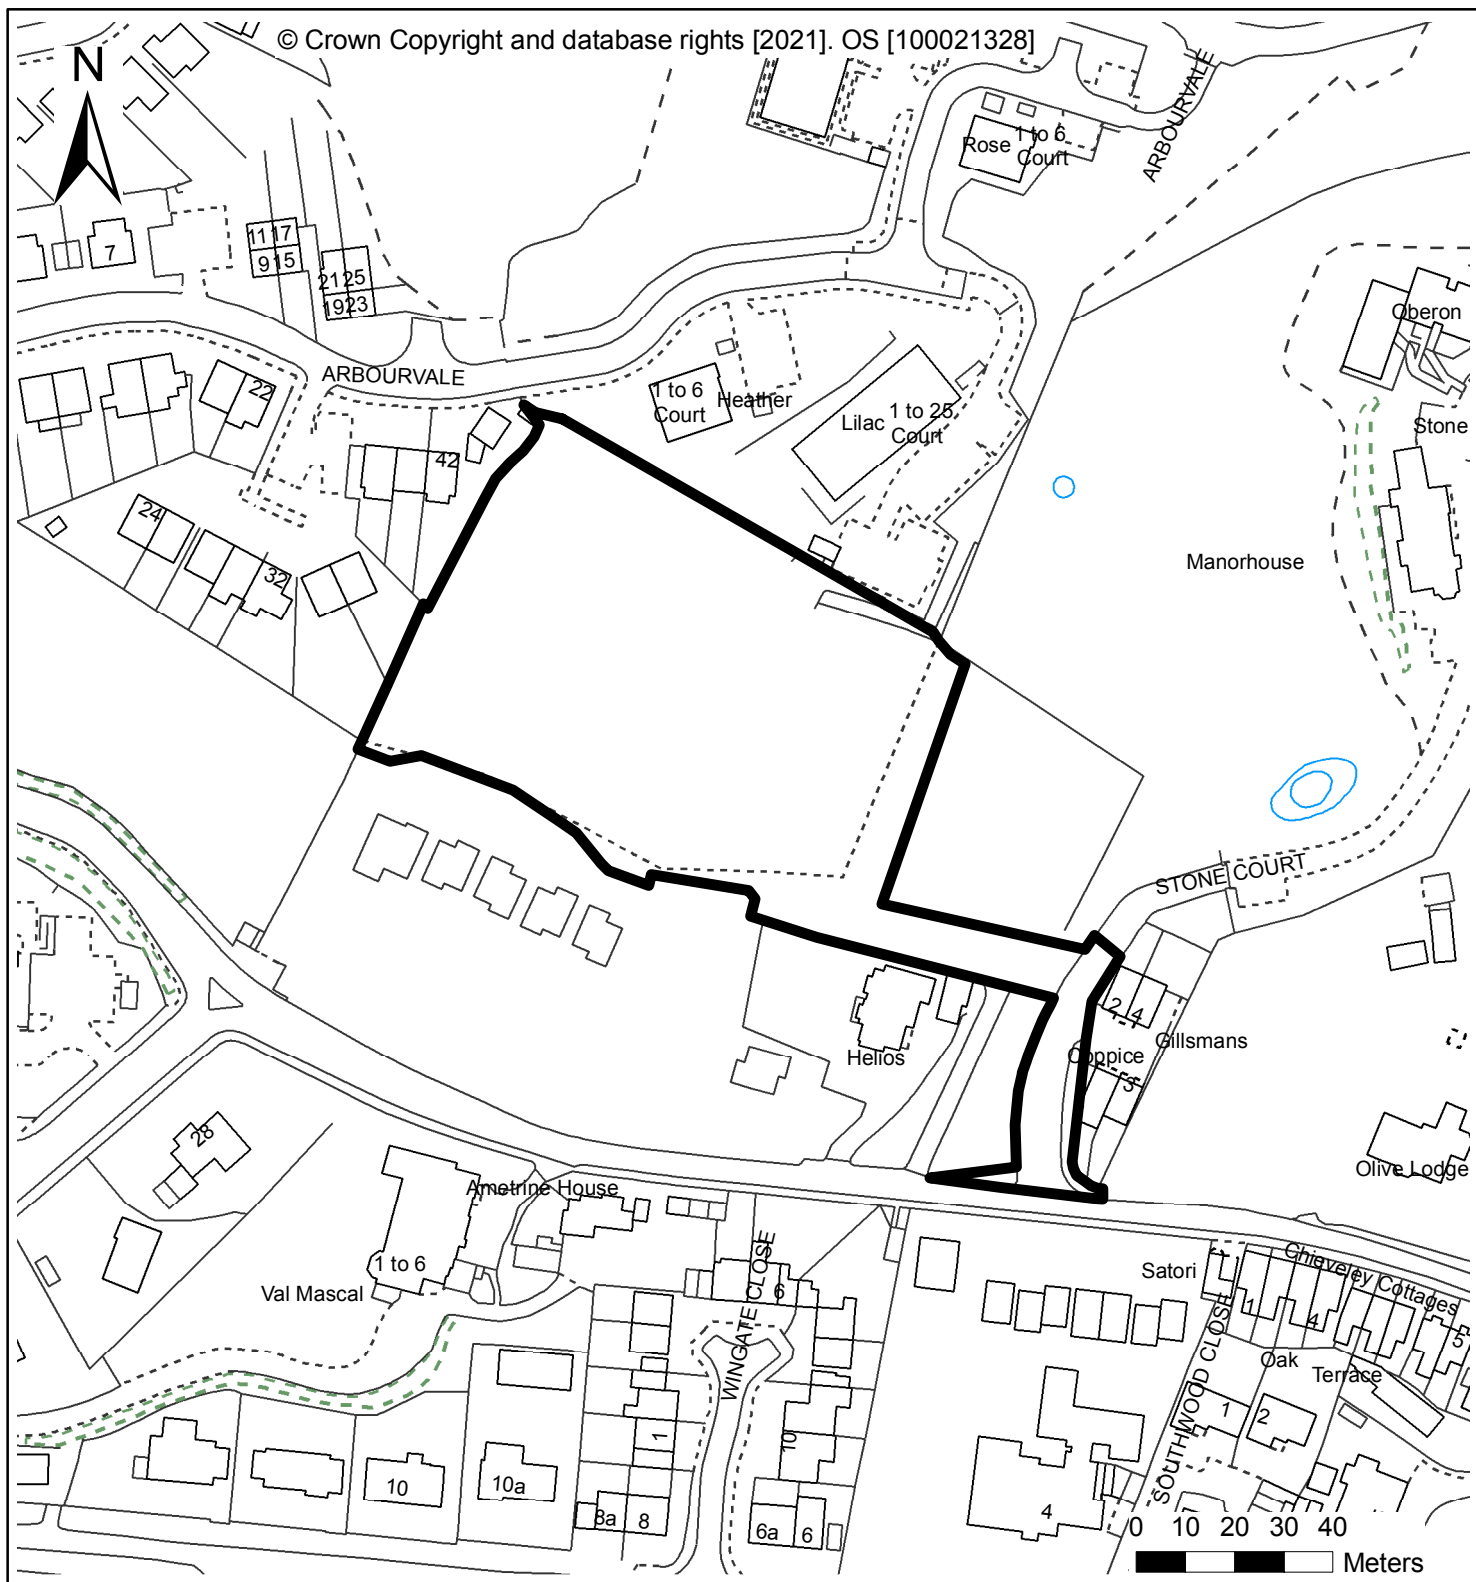 © Crown Copyright and database rights [2021]. OS [100021328]
N
ARBOURVALE
Rose
1 to 6
Court
7
11
17
9
15
21
25
19
23
Oberon
ARBOURVALE
22
1 to 6
Court
Heather
Lilac
1 to 25
Court
Stone
42
24
32
Manorhouse
STONE COURT
2
4
Gillsmans
Coppice
3
Helios
28
Olive Lodge
Ametrine House
1 to 6
Val Mascal
WINGATE CLOSE
6
Satori
Chieveley Cottages
1
4
5
SOUTHWOOD CLOSE
Oak
Terrace
1
2
1
10
10
10a
8a
8
6a
6
4
0 10 20 30 40
Meters